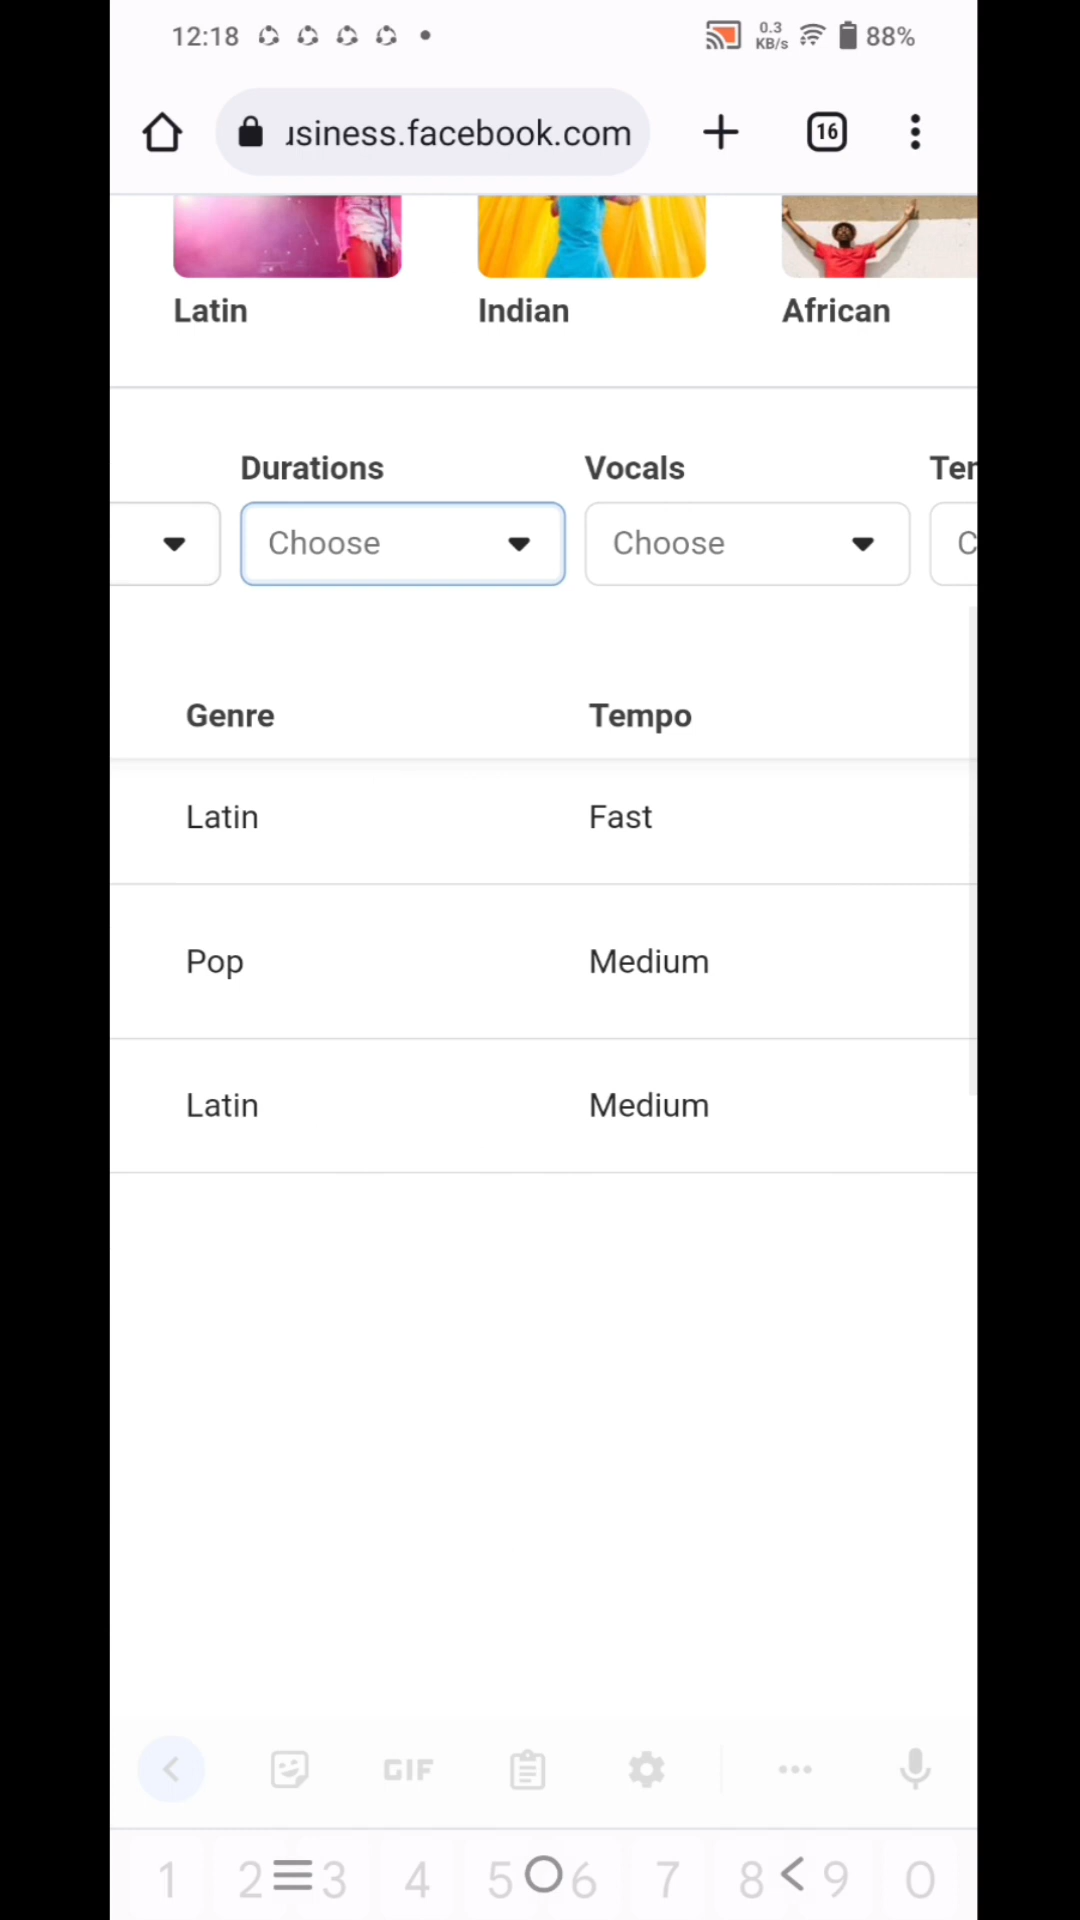 12:18 0.3 KB/s 88%
usiness.facebook.com 16
Latin Indian African
Durations Vocals
Choose Choose
Genre Tempo
Latin Fast
Pop Medium
Latin Medium
GIF
1 2 3 4 5 6 7 8 9 0